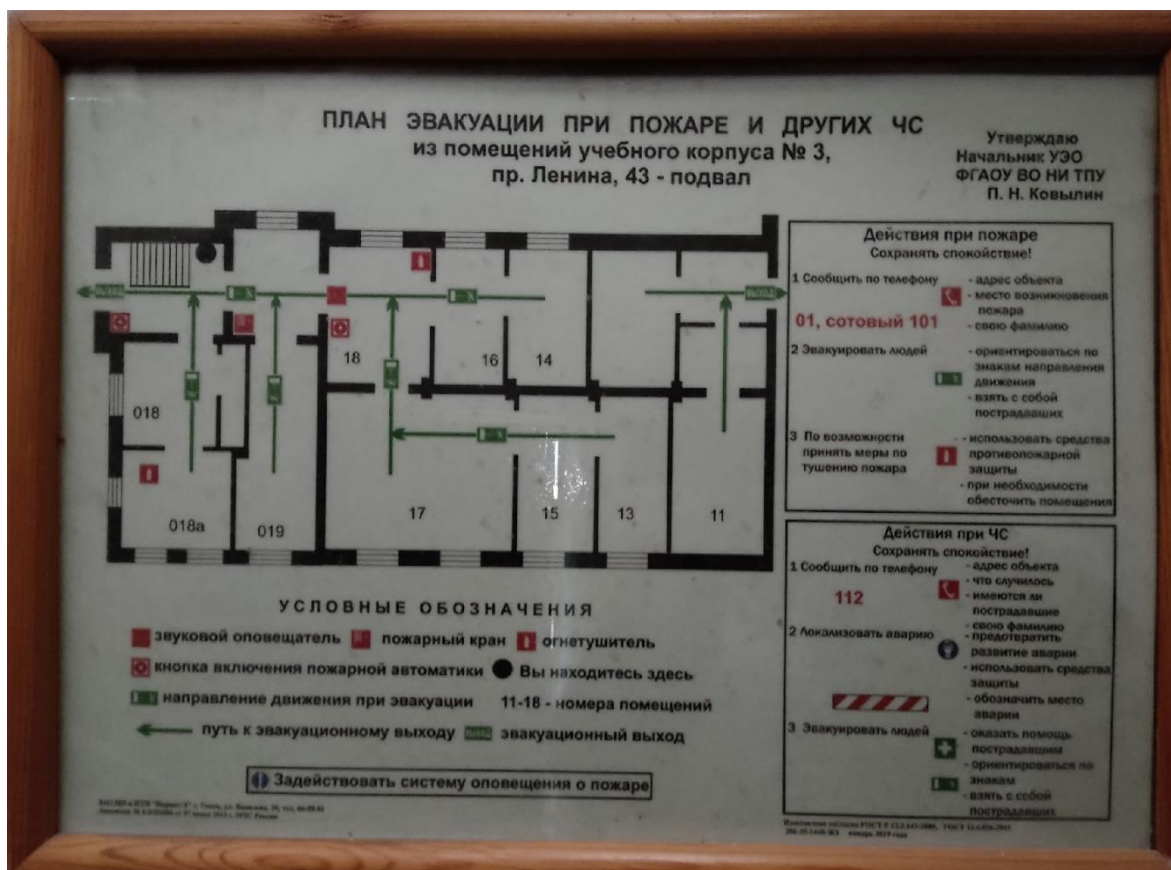 ПЛАН ЭВАКУАЦИИ ПРИ ПОЖАРЕ И ДРУГИХ ЧС
из помещений учебного корпуса № 3,
пр. Ленина, 43 - подвал
Утверждаю
Начальник УЭО
ФГАОУ ВО НИ ТПУ
П. Н. Ковылин
ВЫХОД
ВЫХОД
18
16
14
018
018а
019
17
15
13
11
Действия при пожаре
Сохранять спокойствие!
1 Сообщить по телефону
01, сотовый 101
- адрес объекта
- место возникновения
пожара
- свою фамилию
2 Эвакуировать людей
- ориентироваться по
знакам направления
движения
- взять с собой
пострадавших
3 По возможности
принять меры по
тушению пожара
- использовать средства
противопожарной
защиты
- при необходимости
обесточить помещения
Действия при ЧС
Сохранять спокойствие!
1 Сообщить по телефону
112
- адрес объекта
- что случилось
- имеются ли
пострадавшие
- свою фамилию
2 Локализовать аварию
- предотвратить
развитие аварии
- использовать средства
защиты
- обозначить место
аварии
3 Эвакуировать людей
- оказать помощь
пострадавшим
- ориентироваться по
знакам
- взять с собой
пострадавших
УСЛОВНЫЕ ОБОЗНАЧЕНИЯ
звуковой оповещатель пожарный кран огнетушитель
кнопка включения пожарной автоматики Вы находитесь здесь
направление движения при эвакуации 11-18 - номера помещений
путь к эвакуационному выходу ВЫХОД эвакуационный выход
Задействовать систему оповещения о пожаре